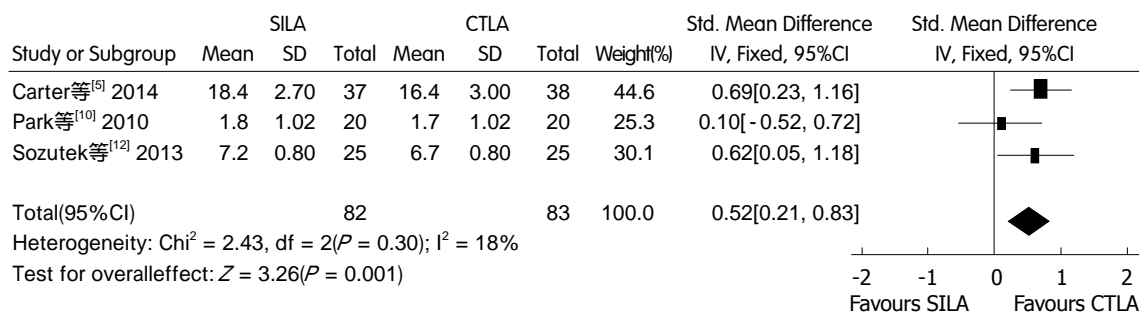 SILA CTLA Std. Mean Difference Std. Mean Difference
Study or Subgroup Mean SD Total Mean SD Total Weight(%) IV, Fixed, 95%CI IV, Fixed, 95%CI
Carter等[5] 2014 18.4 2.70 37 16.4 3.00 38 44.6 0.69[0.23, 1.16]
Park等[10] 2010 1.8 1.02 20 1.7 1.02 20 25.3 0.10[-0.52, 0.72]
Sozutek等[12] 2013 7.2 0.80 25 6.7 0.80 25 30.1 0.62[0.05, 1.18]
Total(95%CI) 82 83 100.0 0.52[0.21, 0.83]
Heterogeneity: Chi2 = 2.43, df = 2(P = 0.30); I2 = 18%
Test for overalleffect: Z = 3.26(P = 0.001)
-2 -1 0 1 2
Favours SILA Favours CTLA